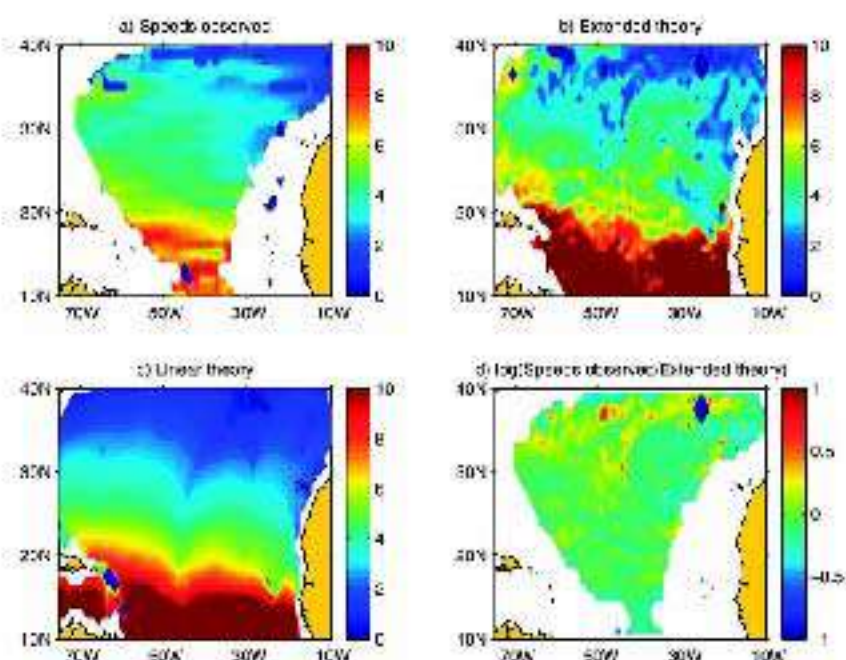 a) Speeds observed
b) Extended theory
40N
30N
20N
10N
70W 50W 30W 10W
10
8
6
4
2
0
40N
30N
20N
10N
70W 50W 30W 10W
10
8
6
4
2
0
c) Linear theory
d) log(Speeds observed/Extended theory)
40N
30N
20N
10N
70W 50W 30W 10W
10
8
6
4
2
0
40N
30N
20N
10N
70W 50W 30W 10W
1
0.5
0
-0.5
-1